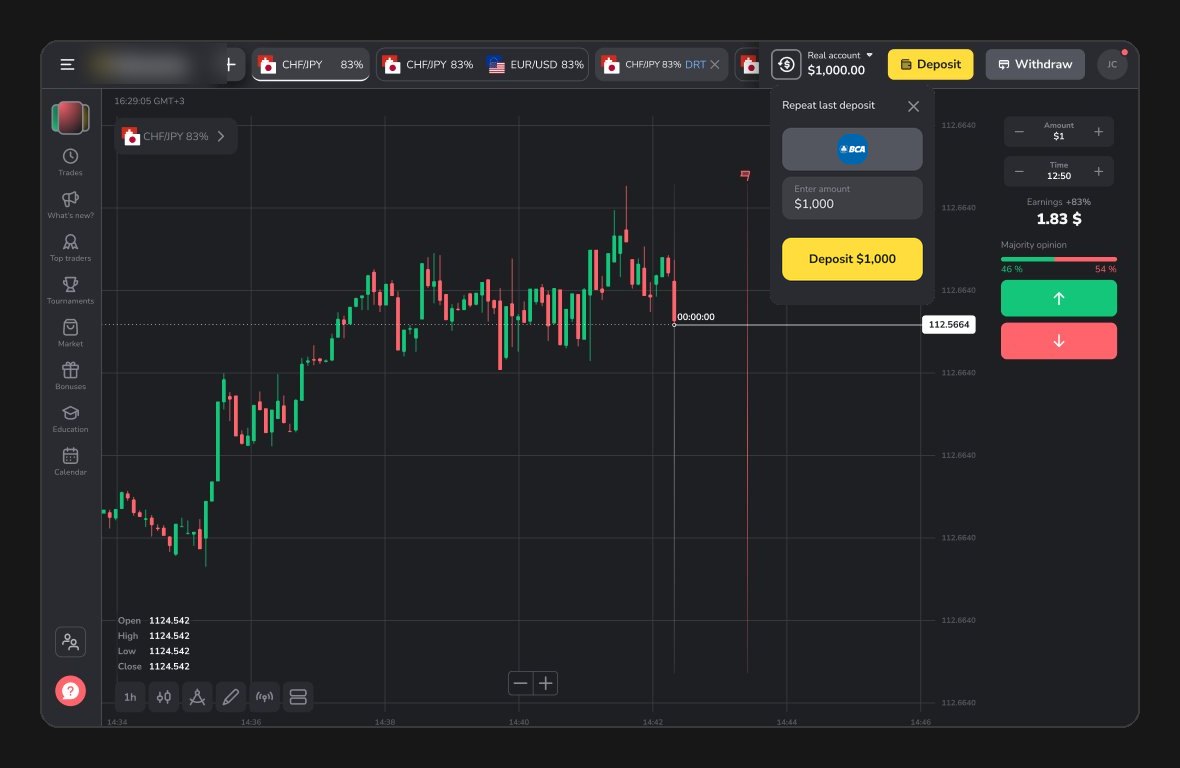 CHF/JPY 83%
CHF/JPY 83% EUR/USD 83%
CHF/JPY 83% DRT
Real account
$1,000.00
Deposit
Withdraw
JC
16:29:05 GMT+3
CHF/JPY 83%
Trades
What's new?
Top traders
Tournaments
Market
Bonuses
Education
Calendar
?
Repeat last deposit
BCA
Enter amount
$1,000
Deposit $1,000
112.6640
112.6640
112.6640
00:00:00
112.5664
112.6640
112.6640
112.6640
112.6640
112.6640
Amount
$1
Time
12:50
Earnings +83%
1.83 $
Majority opinion
46 % 54 %
Open 1124.542
High 1124.542
Low 1124.542
Close 1124.542
1h
14:34 14:36 14:38 14:40 14:42 14:44 14:46